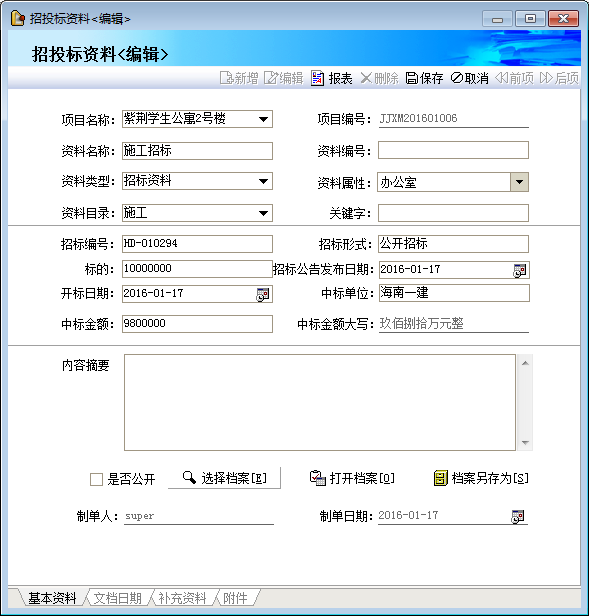 招投标资料<编辑>
招投标资料<编辑>
新增 编辑 报表 删除 保存 取消 前项 后项
项目名称： 紫荆学生公寓2号楼 项目编号： JJXM201601006
资料名称： 施工招标 资料编号：
资料类型： 招标资料 资料属性： 办公室
资料目录： 施工 关键字：
招标编号： HD-010294 招标形式： 公开招标
标的： 10000000 招标公告发布日期： 2016-01-17
开标日期： 2016-01-17 中标单位： 海南一建
中标金额： 9800000 中标金额大写： 玖佰捌拾万元整
内容摘要
是否公开 选择档案[E] 打开档案[O] 档案另存为[S]
制单人： super 制单日期： 2016-01-17
基本资料 文档日期 补充资料 附件